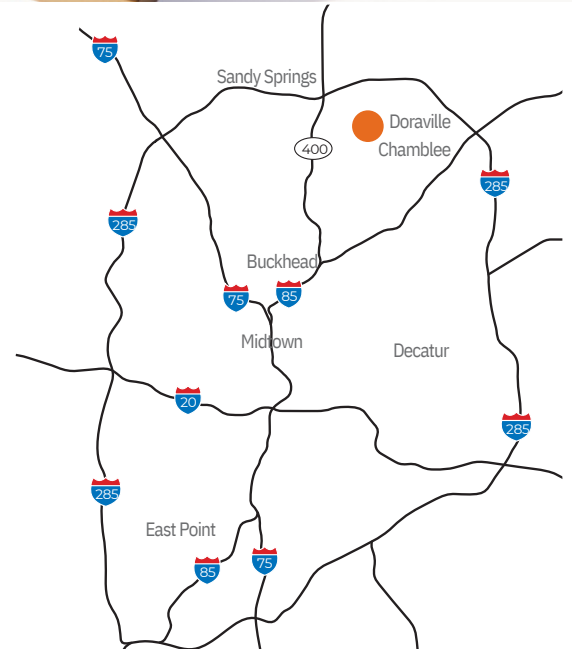 75
Sandy Springs
Doraville
400
Chamblee
285
285
Buckhead
75
85
Midtown
Decatur
20
285
285
East Point
75
85